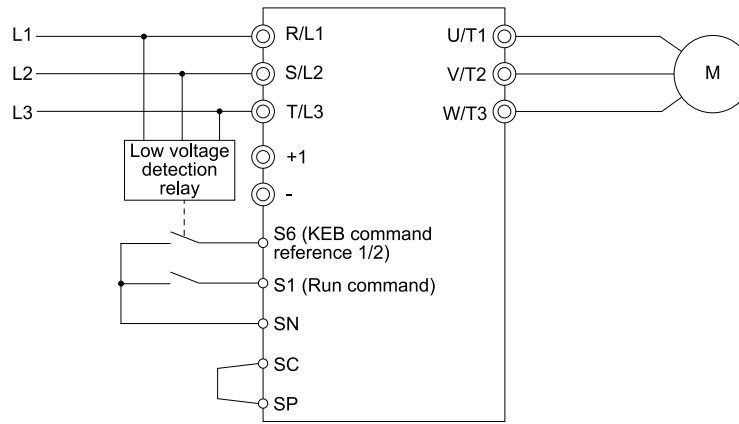 L1
R/L1
U/T1
L2
S/L2
V/T2
M
L3
T/L3
W/T3
Low voltage
detection
relay
+1
-
S6 (KEB command
reference 1/2)
S1 (Run command)
SN
SC
SP